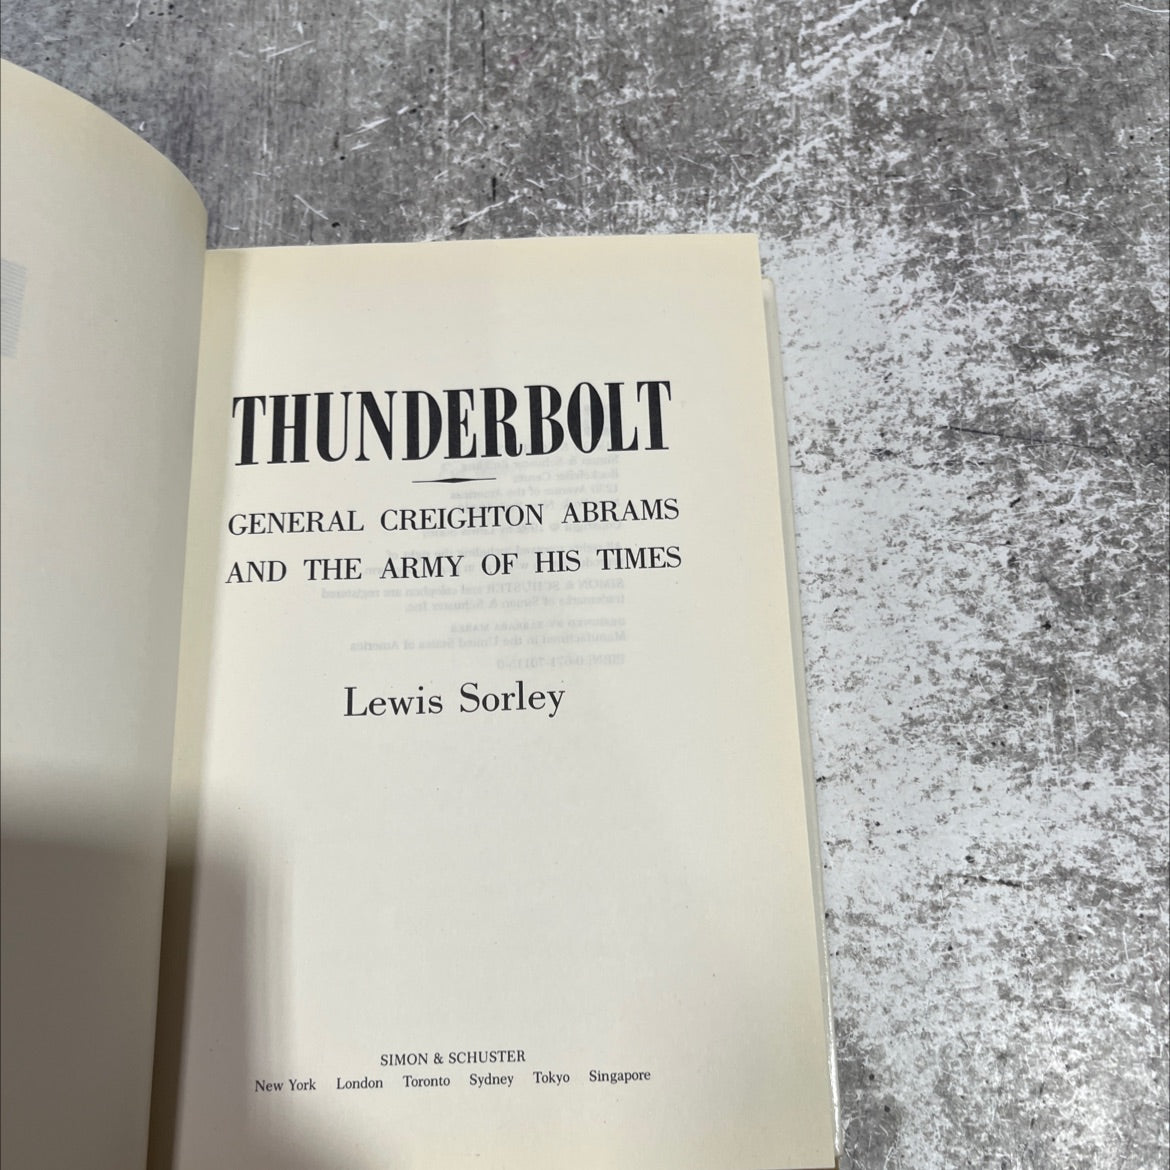 THUNDERBOLT
GENERAL CREIGHTON ABRAMS
AND THE ARMY OF HIS TIMES
Lewis Sorley
SIMON & SCHUSTER
New York London Toronto Sydney Tokyo Singapore